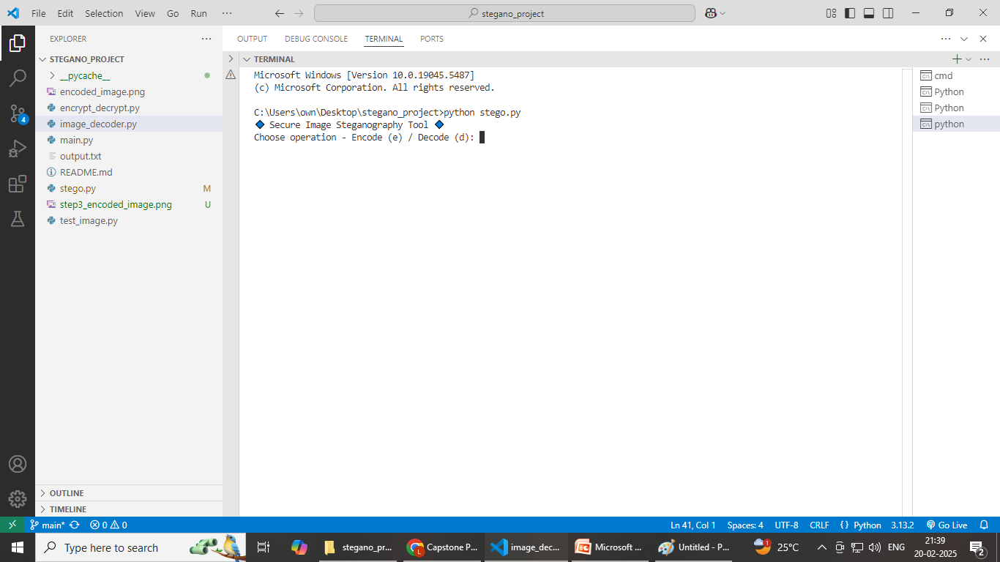 File Edit Selection View Go Run ···
stegano_project
EXPLORER ···
STEGANO_PROJECT
__pycache__
encoded_image.png
encrypt_decrypt.py
image_decoder.py
main.py
output.txt
README.md
stego.py M
step3_encoded_image.png U
test_image.py
4
OUTLINE
TIMELINE
OUTPUT DEBUG CONSOLE TERMINAL PORTS
TERMINAL
Microsoft Windows [Version 10.0.19045.5487]
(c) Microsoft Corporation. All rights reserved.
C:\Users\own\Desktop\stegano_project>python stego.py
🔷 Secure Image Steganography Tool 🔷
Choose operation - Encode (e) / Decode (d):
cmd
Python
Python
python
main* 0 0 Ln 41, Col 1 Spaces: 4 UTF-8 CRLF {} Python 3.13.2 Go Live
Type here to search
stegano_pr...
Capstone P...
image_dec...
Microsoft ...
Untitled - P...
1
25°C
ENG
21:39
20-02-2025
2